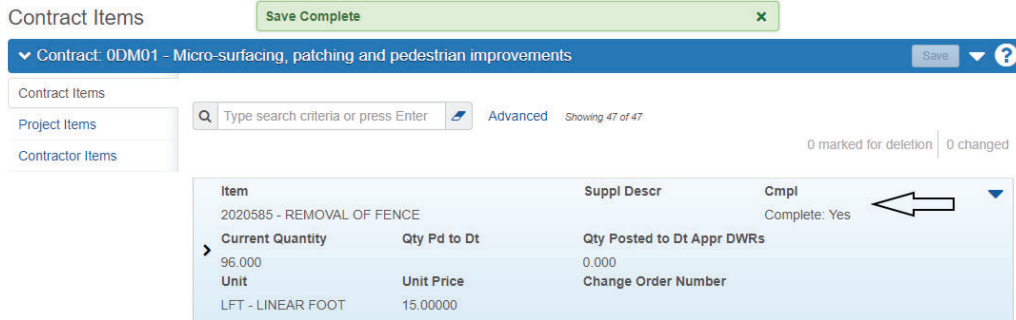 Contract Items
Save Complete ×
Contract: 0DM01 - Micro-surfacing, patching and pedestrian improvements Save ?
Contract Items
Project Items
Contractor Items
Type search criteria or press Enter Advanced Showing 47 of 47
0 marked for deletion 0 changed
Item Suppl Descr Cmpl
2020585 - REMOVAL OF FENCE Complete: Yes
Current Quantity Qty Pd to Dt Qty Posted to Dt Appr DWRs
96.000 0.000
Unit Unit Price Change Order Number
LFT - LINEAR FOOT 15.00000